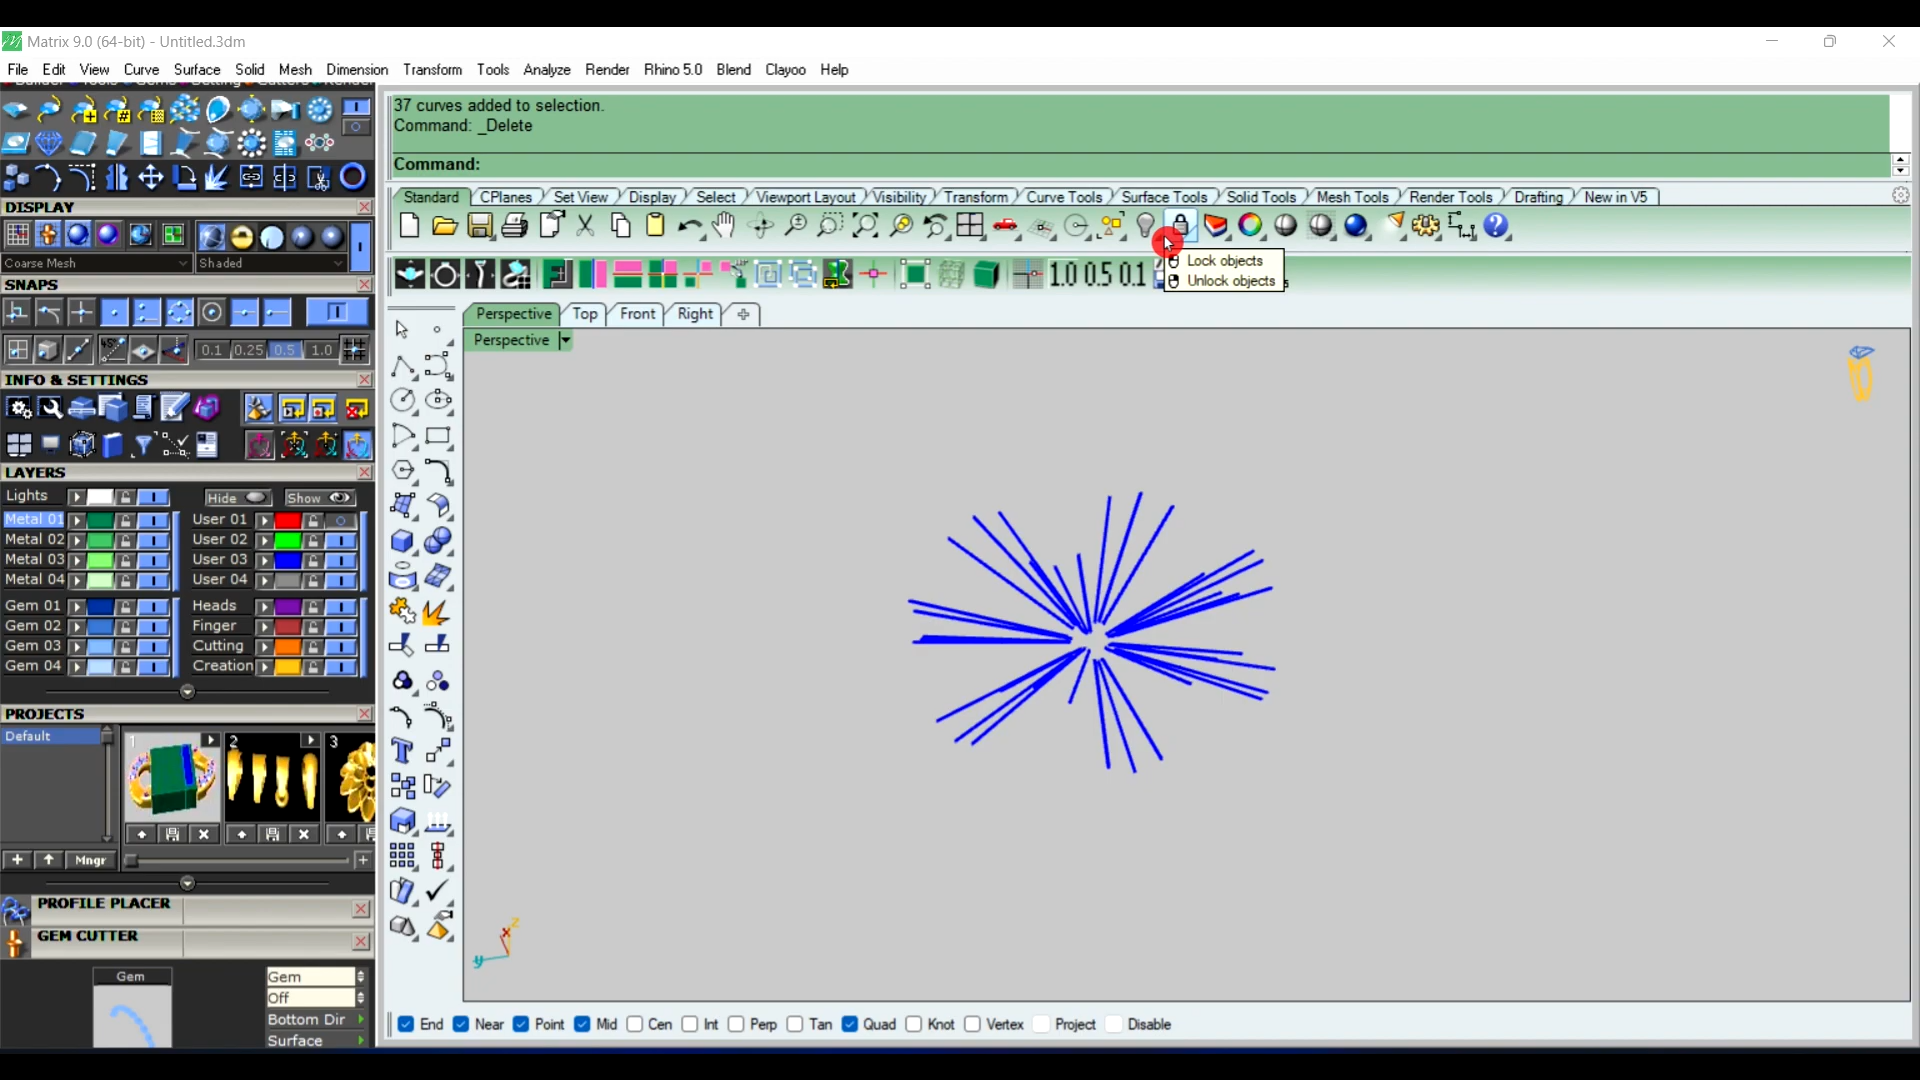 Matrix 9.0 (64-bit) - Untitled.3dm
File Edit View Curve Surface Solid Mesh Dimension Transform Tools Analyze Render Rhino 5.0 Blend Clayoo Help
37 curves added to selection.
Command: _Delete
Command:
Standard CPlanes Set View Display Select Viewport Layout Visibility Transform Curve Tools Surface Tools Solid Tools Mesh Tools Render Tools Drafting New in V5
1.0 0.5 0.1
Lock objects
Unlock objects
Perspective Top Front Right
Perspective
DISPLAY
Coarse Mesh Shaded
SNAPS
0.1 0.25 0.5 1.0
INFO & SETTINGS
LAYERS
Lights Hide Show
Metal 01 User 01
Metal 02 User 02
Metal 03 User 03
Metal 04 User 04
Gem 01 Heads
Gem 02 Finger
Gem 03 Cutting
Gem 04 Creation
PROJECTS
Default
1 2 3
Mngr
PROFILE PLACER
GEM CUTTER
Gem Gem
Off
Bottom Dir
Surface
z
x
y
End Near Point Mid Cen Int Perp Tan Quad Knot Vertex Project Disable